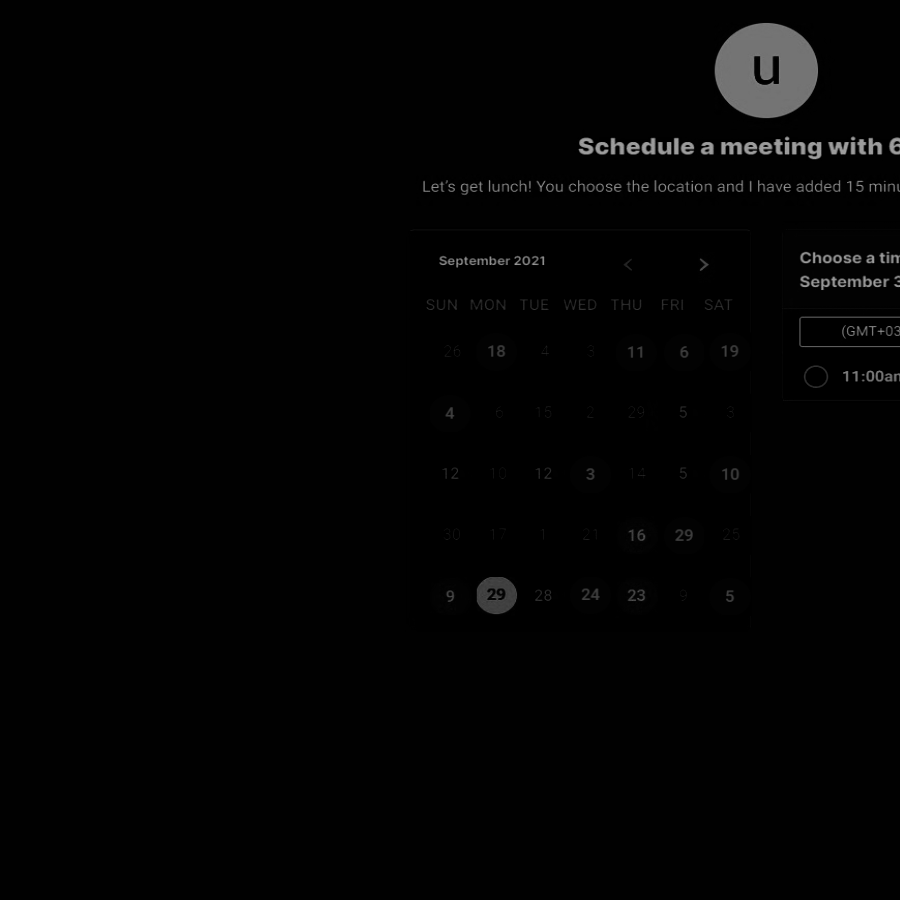 u
Schedule a meeting with 6
Let's get lunch! You choose the location and I have added 15 minu
September 2021
SUN MON TUE WED THU FRI SAT
26 18 4 3 11 6 19
4 6 15 2 29 5 3
12 10 12 3 14 5 10
30 17 1 21 16 29 25
9 29 28 24 23 9 5
Choose a tim
September 3
(GMT+03
11:00am